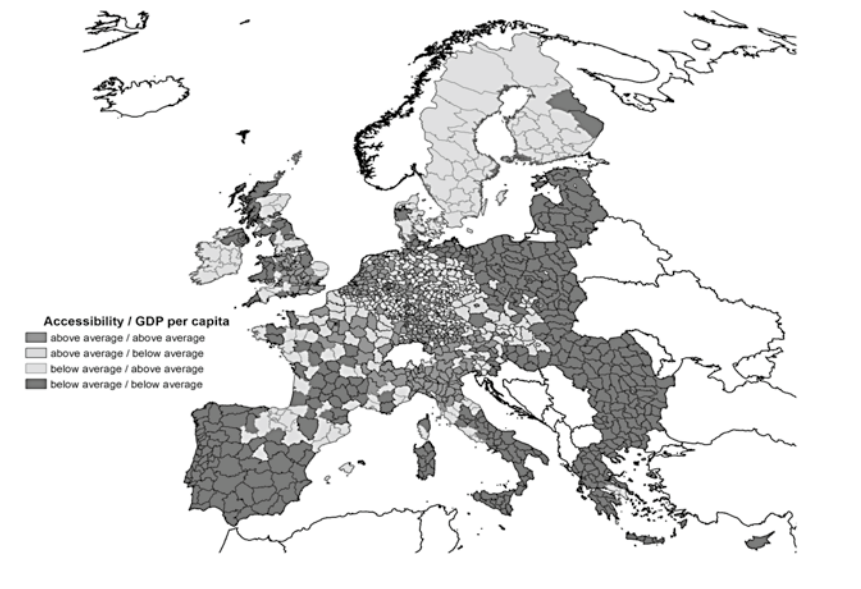 Accessibility / GDP per capita
above average / above average
above average / below average
below average / above average
below average / below average